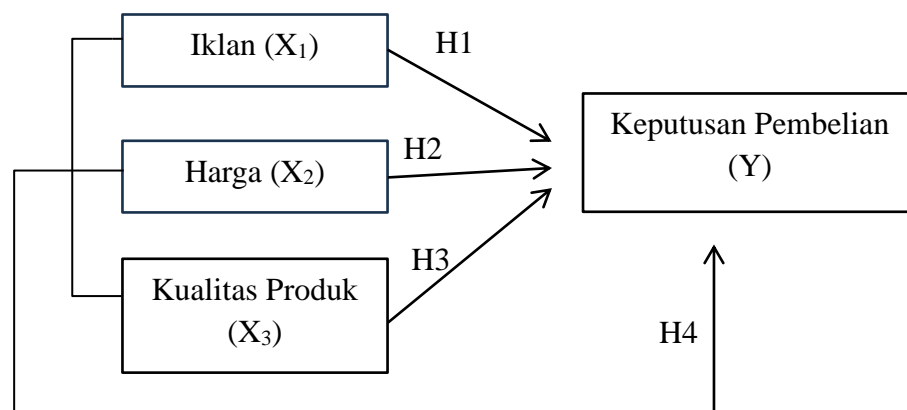 Iklan (X₁)
H1
Keputusan Pembelian
(Y)
H2
Harga (X₂)
H3
Kualitas Produk
(X₃)
H4